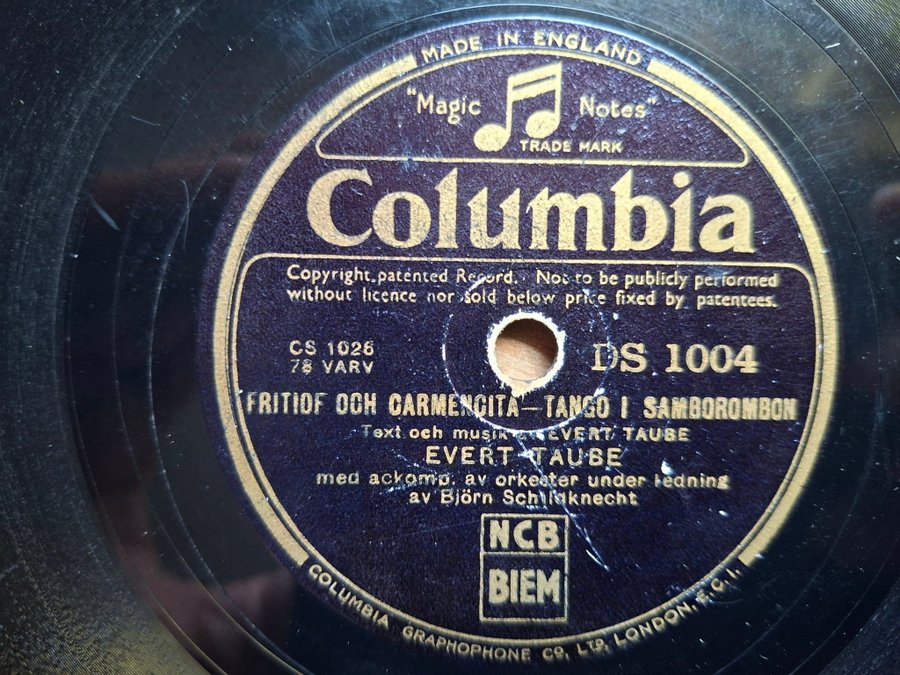 MADE IN ENGLAND
"Magic Notes"
TRADE MARK
Columbia
Copyright, patented Record. Not to be publicly performed
without licence nor sold below price fixed by patentees.
CS 1026
78 VARV
DS 1004
FRITIOF OCH CARMENCITA—TANGO I SAMBOROMBON
Text och musik EVERT TAUBE
EVERT TAUBE
med ackomp. av orkester under ledning
av Björn Schildknecht
NCB
BIEM
COLUMBIA GRAPHOPHONE CO. LTD. LONDON, E.C.1.